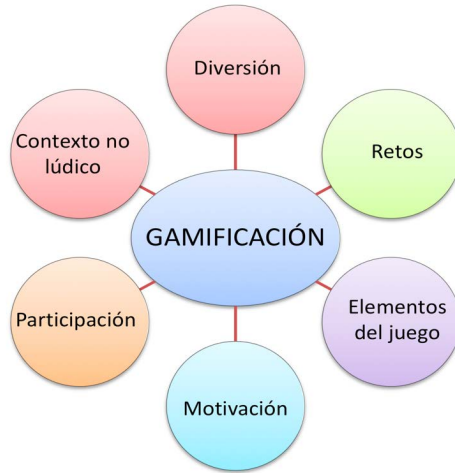 Diversión
Contexto no
lúdico
Retos
GAMIFICACIÓN
Participación
Elementos
del juego
Motivación